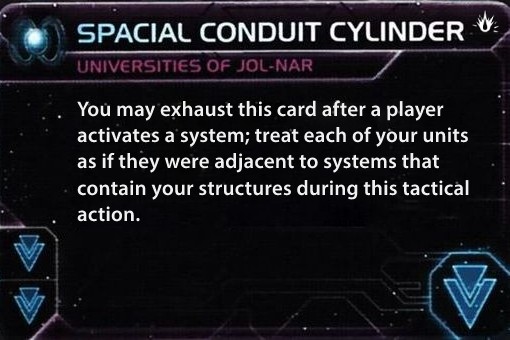 SPACIAL CONDUIT CYLINDER
UNIVERSITIES OF JOL-NAR
You may exhaust this card after a player
activates a system; treat each of your units
as if they were adjacent to systems that
contain your structures during this tactical
action.